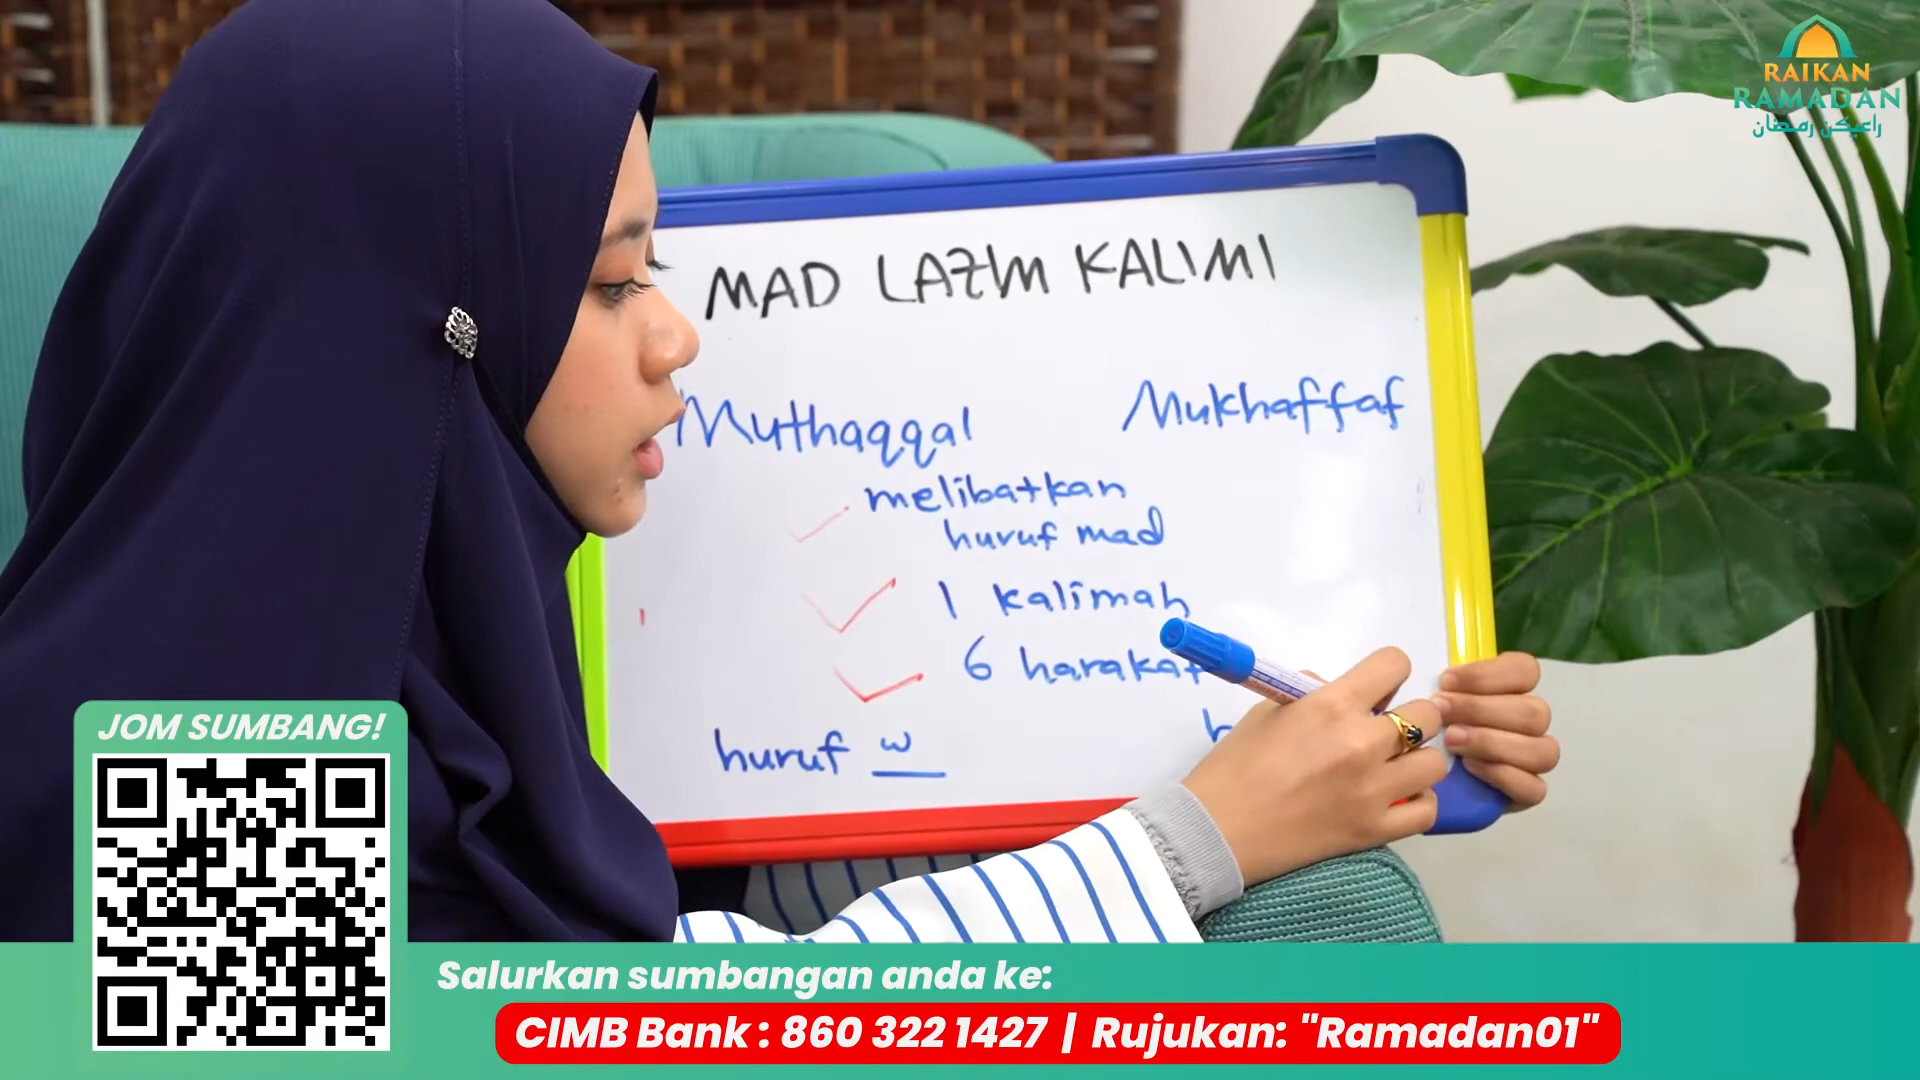 RAIKAN
RAMADAN
راعيكن رمضان
MAD LAZIM KALIMI
Muthaqqal
Mukhaffaf
melibatkan
huruf mad
1 kalimah
6 harakat
huruf
JOM SUMBANG!
Salurkan sumbangan anda ke:
CIMB Bank : 860 322 1427 | Rujukan: "Ramadan01"